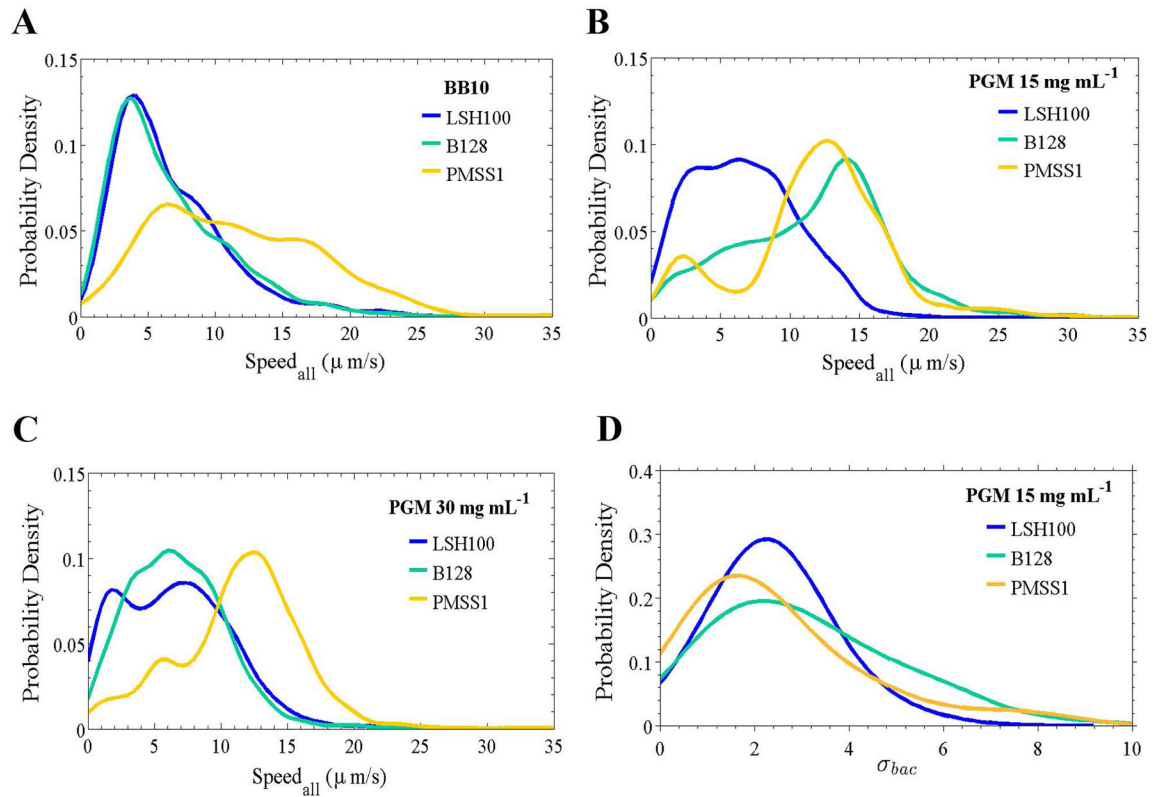 A
0.15
0.1
0.05
0
Probability Density
BB10
LSH100
B128
PMSS1
0 5 10 15 20 25 30 35
Speed_all (μ m/s)
B
0.15
0.1
0.05
0
Probability Density
PGM 15 mg mL⁻¹
LSH100
B128
PMSS1
0 5 10 15 20 25 30 35
Speed_all (μ m/s)
C
0.15
0.1
0.05
0
Probability Density
PGM 30 mg mL⁻¹
LSH100
B128
PMSS1
0 5 10 15 20 25 30 35
Speed_all (μ m/s)
D
0.4
0.3
0.2
0.1
0
Probability Density
PGM 15 mg mL⁻¹
LSH100
B128
PMSS1
0 2 4 6 8 10
σ_bac